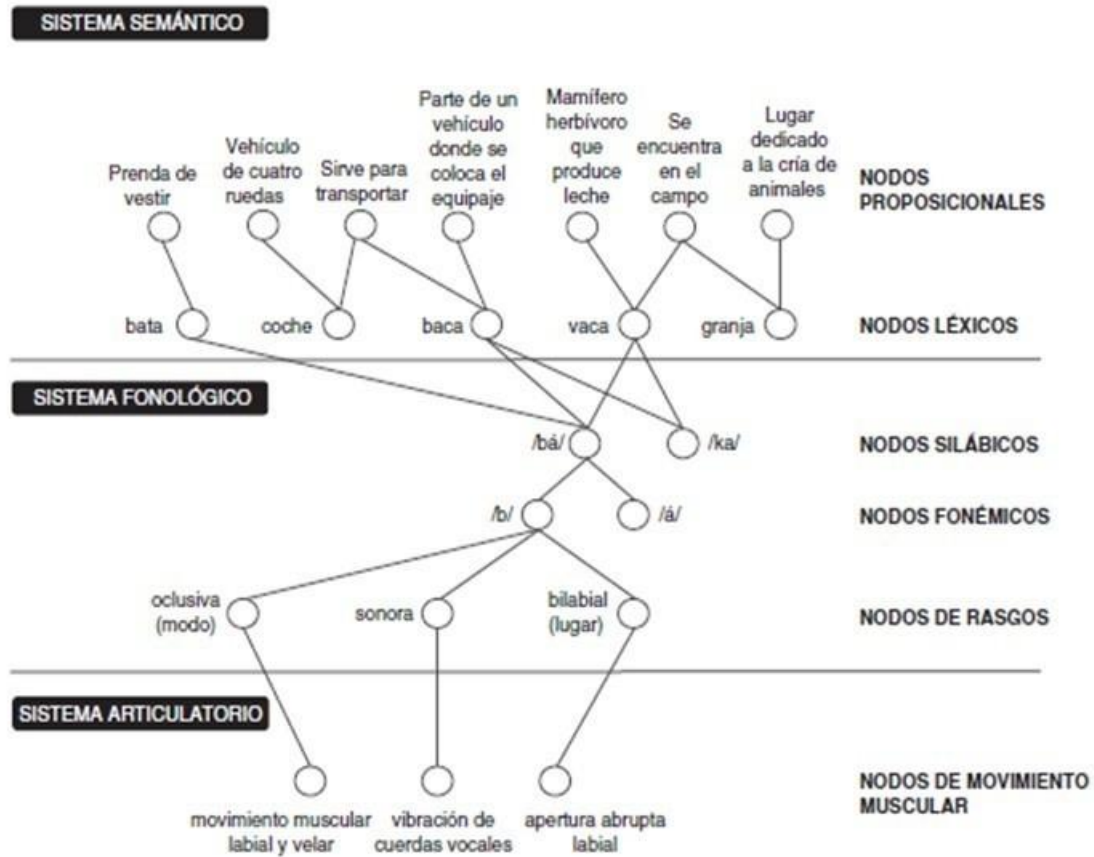 SISTEMA SEMÁNTICO
Prenda de
vestir
Vehículo
de cuatro
ruedas
Sirve para
transportar
Parte de un
vehículo
donde se
coloca el
equipaje
Mamífero
herbívoro
que
produce
leche
Se
encuentra
en el
campo
Lugar
dedicado
a la cría de
animales
NODOS
PROPOSICIONALES
bata
coche
baca
vaca
granja
NODOS LÉXICOS
SISTEMA FONOLÓGICO
/bá/
/ka/
NODOS SILÁBICOS
/b/
/á/
NODOS FONÉMICOS
oclusiva
(modo)
sonora
bilabial
(lugar)
NODOS DE RASGOS
SISTEMA ARTICULATORIO
movimiento muscular
labial y velar
vibración de
cuerdas vocales
apertura abrupta
labial
NODOS DE MOVIMIENTO
MUSCULAR